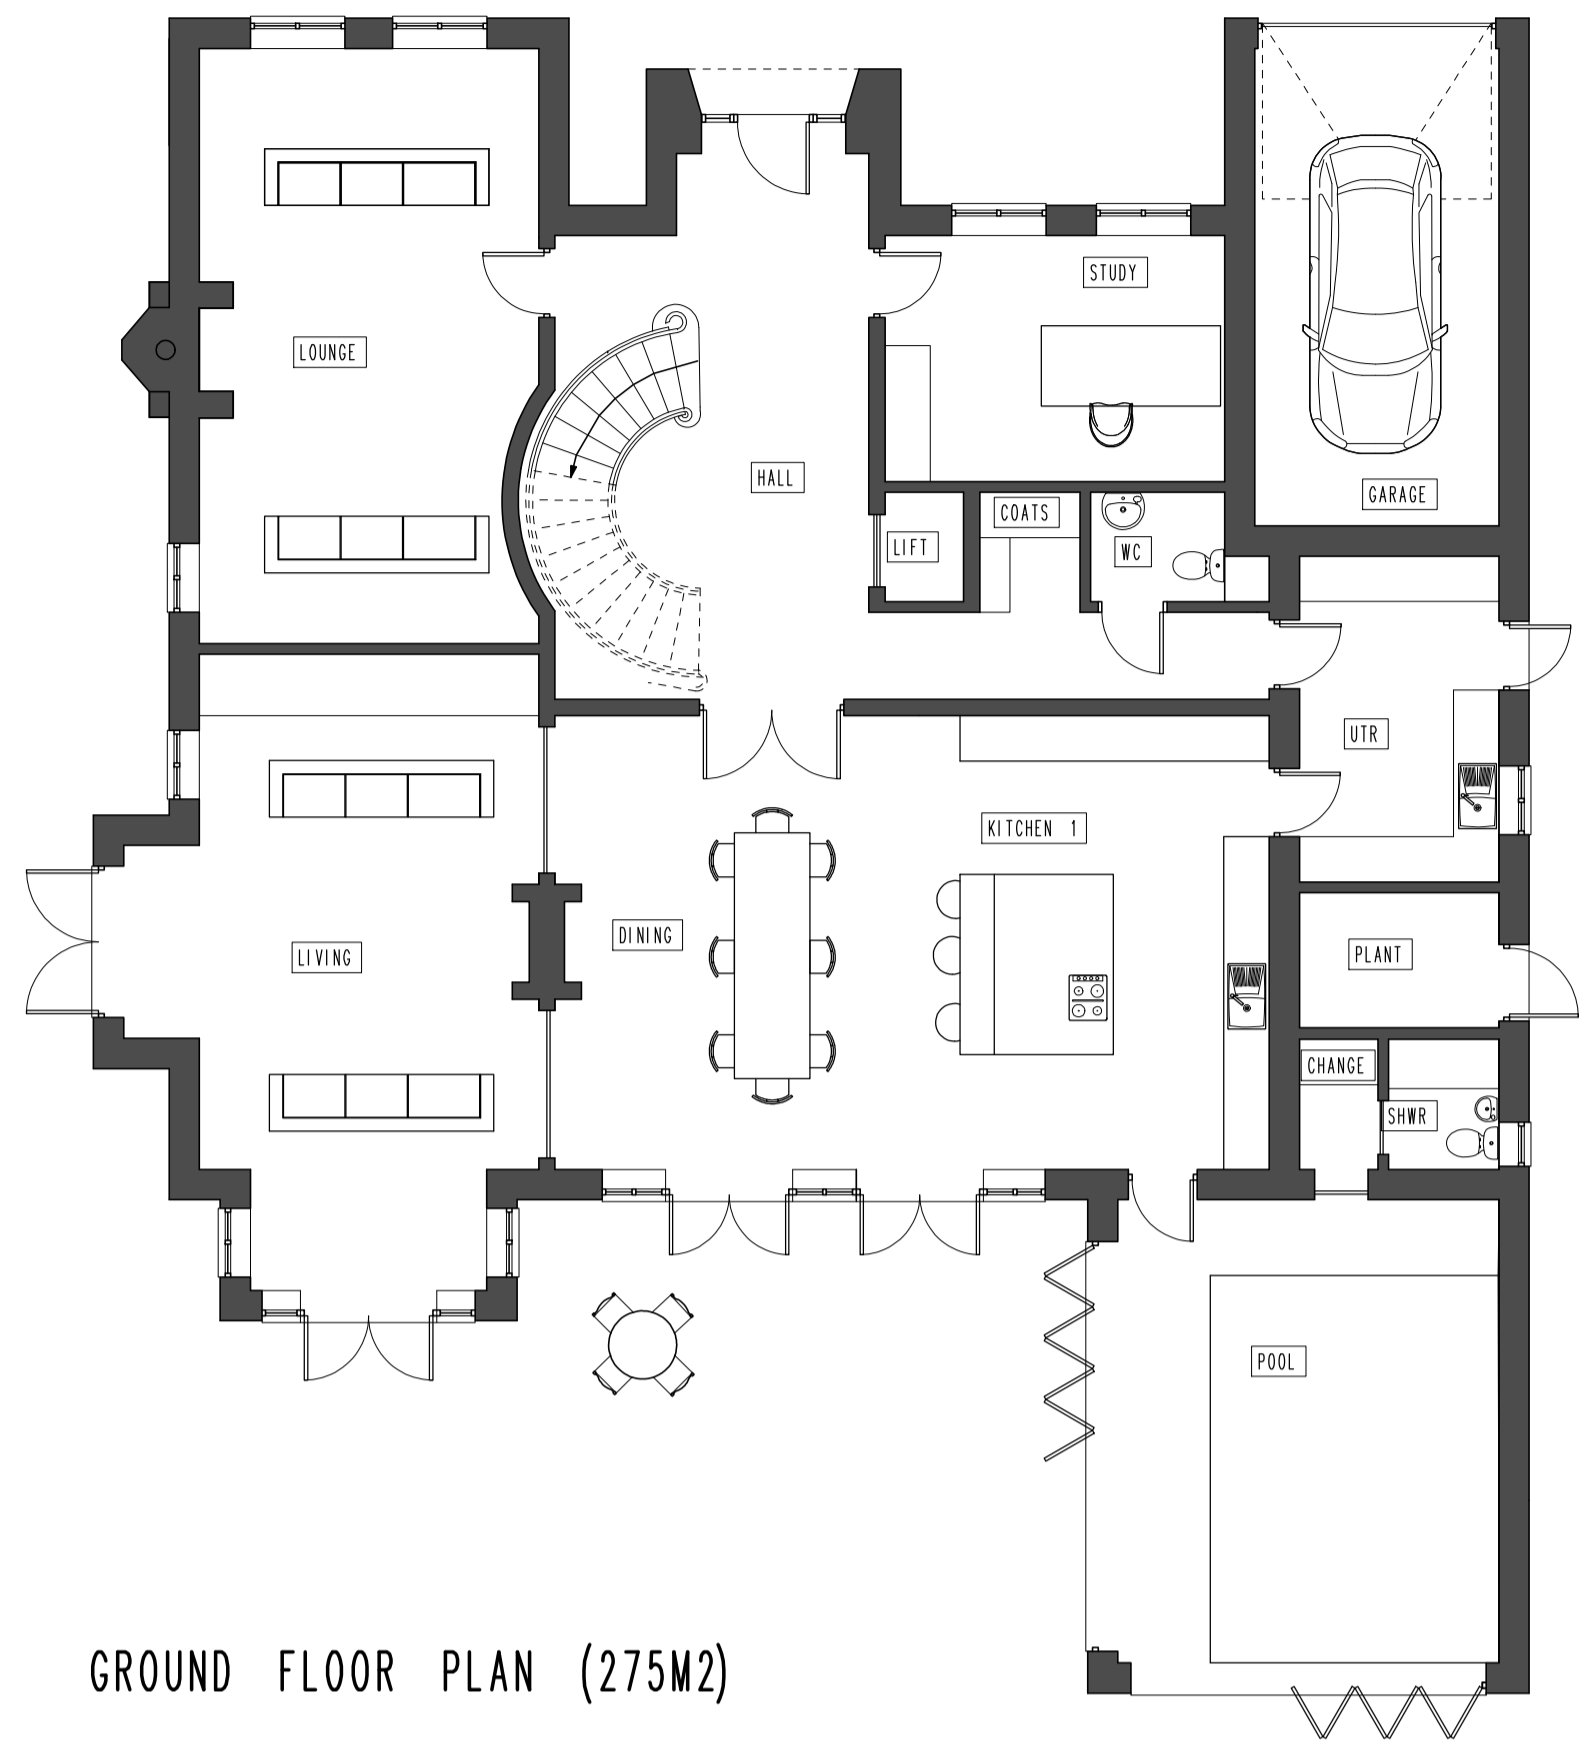 STUDY
LOUNGE
HALL
GARAGE
COATS
LIFT
WC
UTR
KITCHEN 1
DINING
LIVING
PLANT
CHANGE
SHWR
POOL
GROUND FLOOR PLAN (275M2)